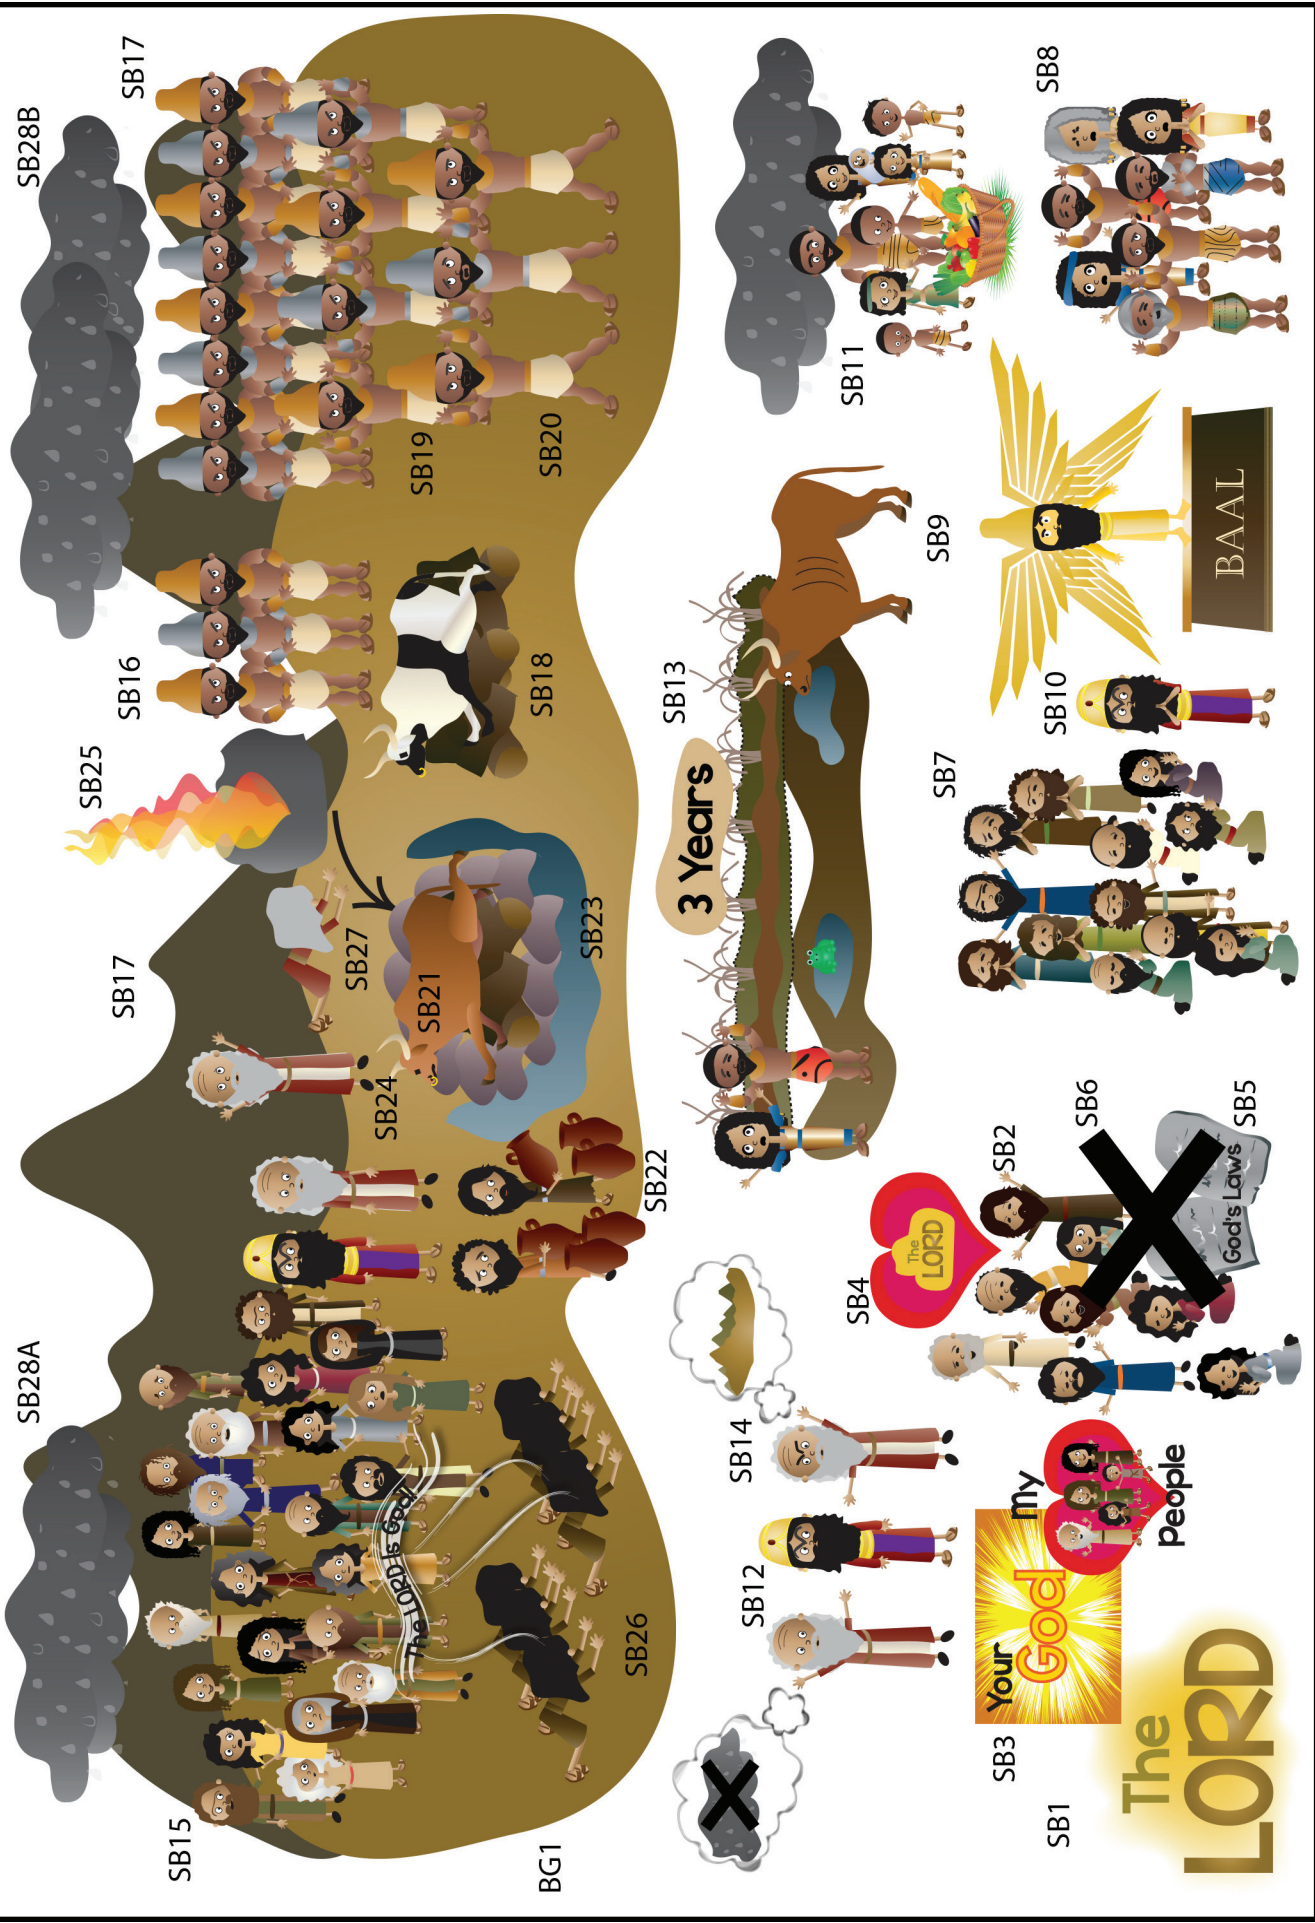 SB28A
SB28B
SB15
SB17
SB25
SB16
SB17
SB27
SB24
The LORD is God!
SB21
SB19
BG1
SB26
SB22
SB23
SB18
SB20
3 Years
SB13
SB12
SB14
SB11
SB4
The
LORD
SB9
SB3
Your
God
my
people
SB2
SB7
SB10
SB8
SB1
SB6
God's Laws
SB5
BAAL
The
LORD